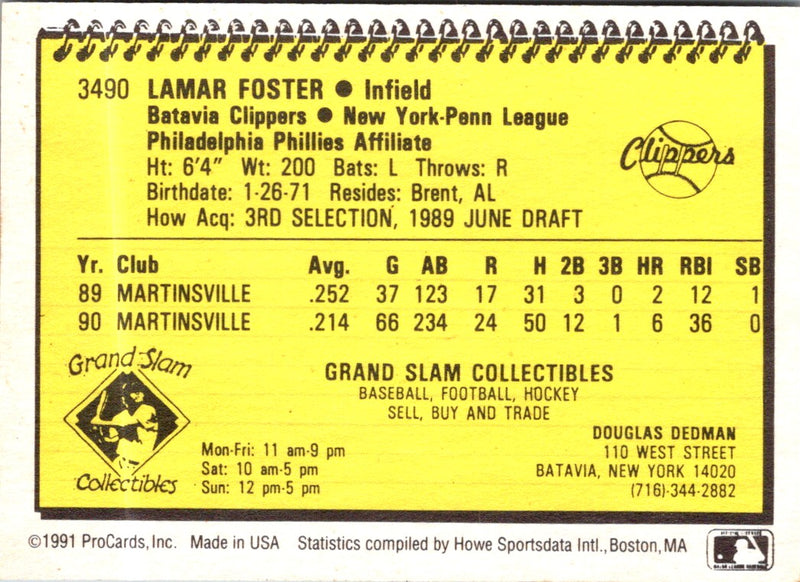 3490 LAMAR FOSTER ● Infield
Batavia Clippers ● New York-Penn League
Philadelphia Phillies Affiliate
Clippers
Ht: 6'4" Wt: 200 Bats: L Throws: R
Birthdate: 1-26-71 Resides: Brent, AL
How Acq: 3RD SELECTION, 1989 JUNE DRAFT
Yr. Club Avg. G AB R H 2B 3B HR RBI SB
89 MARTINSVILLE .252 37 123 17 31 3 0 2 12 1
90 MARTINSVILLE .214 66 234 24 50 12 1 6 36 0
Grand Slam
Collectibles
GRAND SLAM COLLECTIBLES
BASEBALL, FOOTBALL, HOCKEY
SELL, BUY AND TRADE
Mon-Fri: 11 am-9 pm
Sat: 10 am-5 pm
Sun: 12 pm-5 pm
DOUGLAS DEDMAN
110 WEST STREET
BATAVIA, NEW YORK 14020
(716)-344-2882
©1991 ProCards, Inc. Made in USA Statistics compiled by Howe Sportsdata Intl., Boston, MA